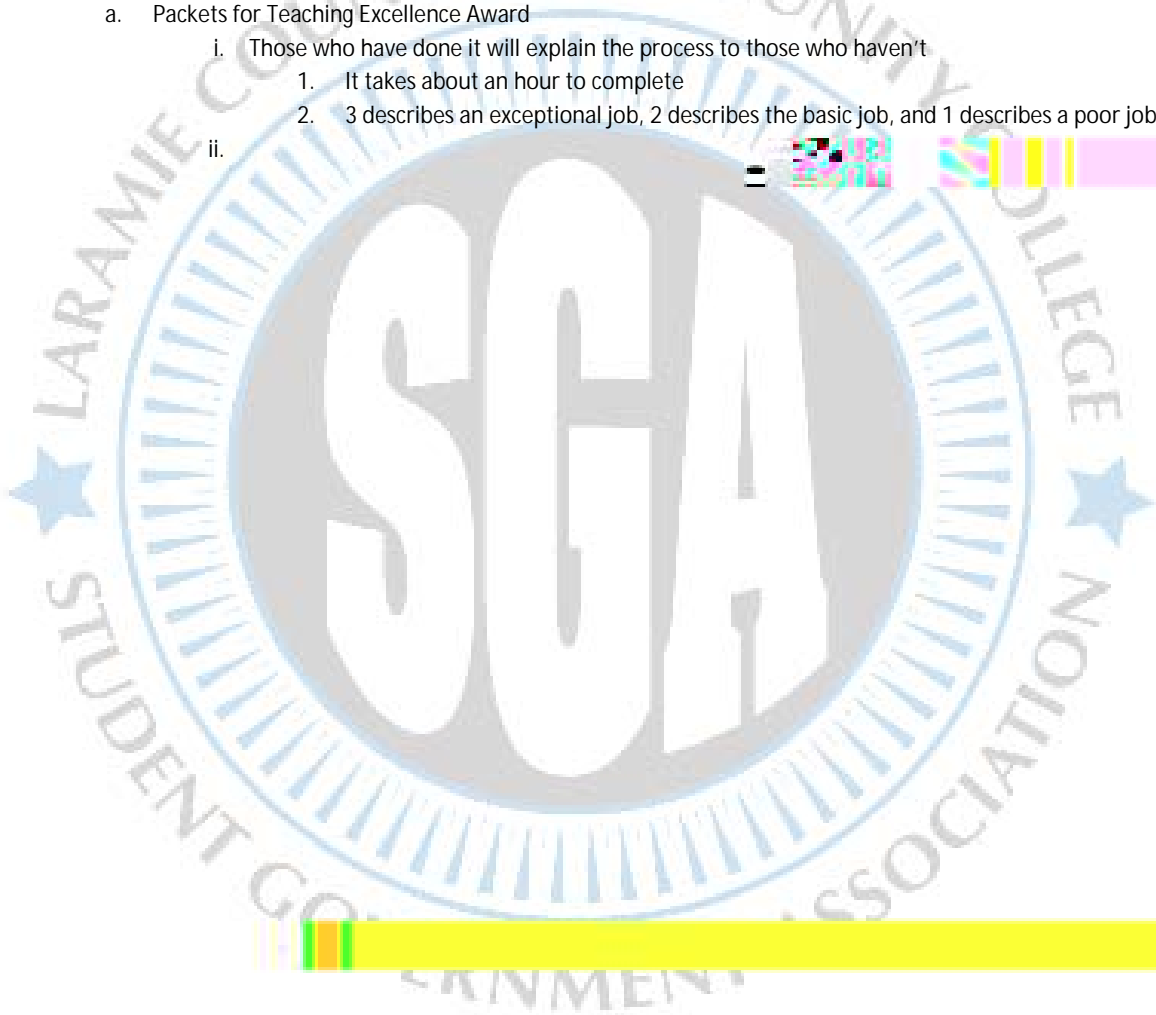 a. Packets for Teaching Excellence Award
i. Those who have done it will explain the process to those who haven't
1. It takes about an hour to complete
2. 3 describes an exceptional job, 2 describes the basic job, and 1 describes a poor job
ii.
LARAMIE COUNTY COMMUNITY COLLEGE
SGA
STUDENT GOVERNMENT ASSOCIATION